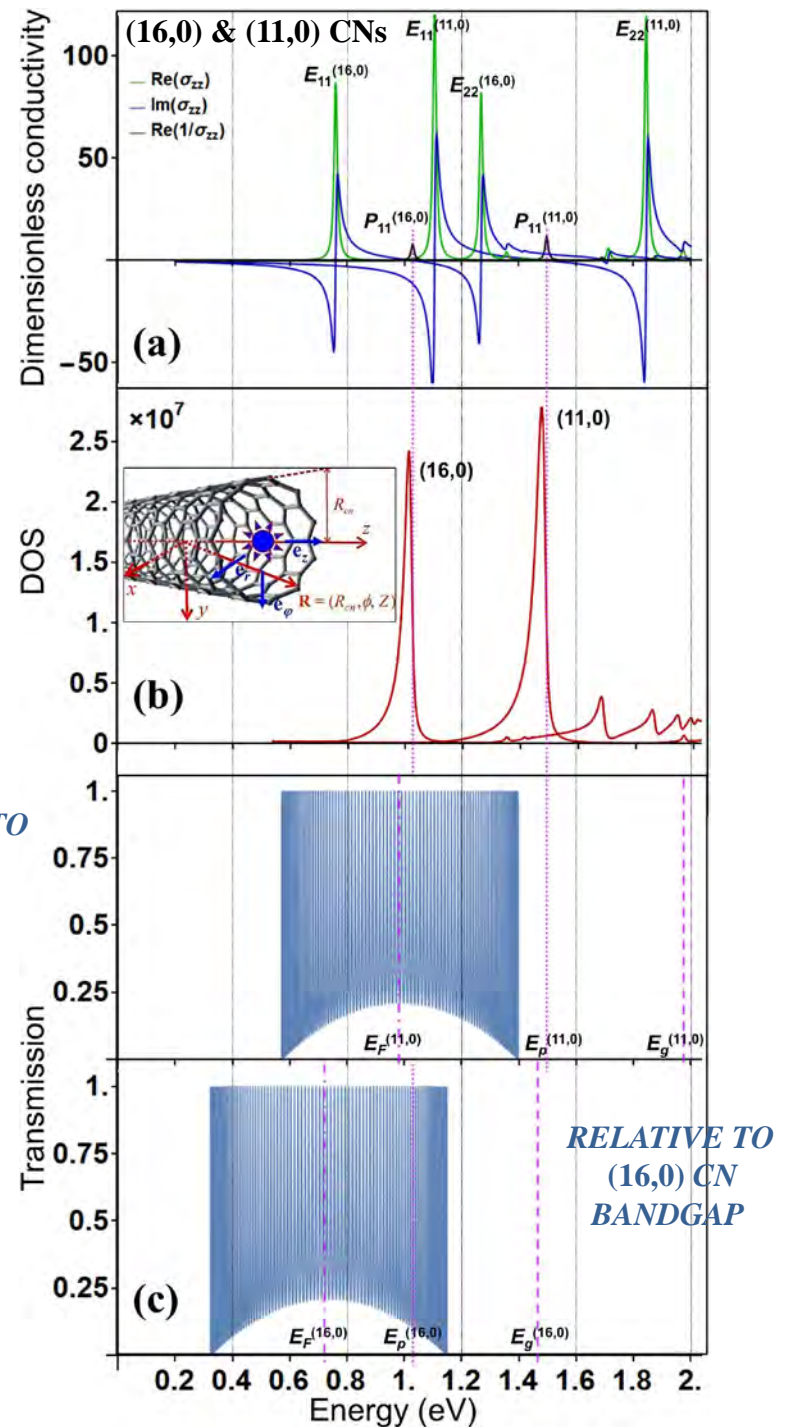 (16,0) & (11,0) CNs
E11(11,0)
E22(11,0)
E11(16,0)
E22(16,0)
Re(σzz)
Im(σzz)
Re(1/σzz)
P11(16,0)
P11(11,0)
100
50
−50
Dimensionless conductivity
(a)
×10^7
(16,0)
(11,0)
2.5
2.
1.5
1.
0.5
0
DOS
Rcn
z
ez
er
x
y
eφ
R = (Rcn, ϕ, Z)
(b)
TO
1.
0.75
0.5
0.25
EF(11,0)
Ep(11,0)
Eg(11,0)
Transmission
1.
0.75
0.5
0.25
RELATIVE TO
(16,0) CN
BANDGAP
(c)
EF(16,0)
Ep(16,0)
Eg(16,0)
0.2 0.4 0.6 0.8 1. 1.2 1.4 1.6 1.8 2.
Energy (eV)